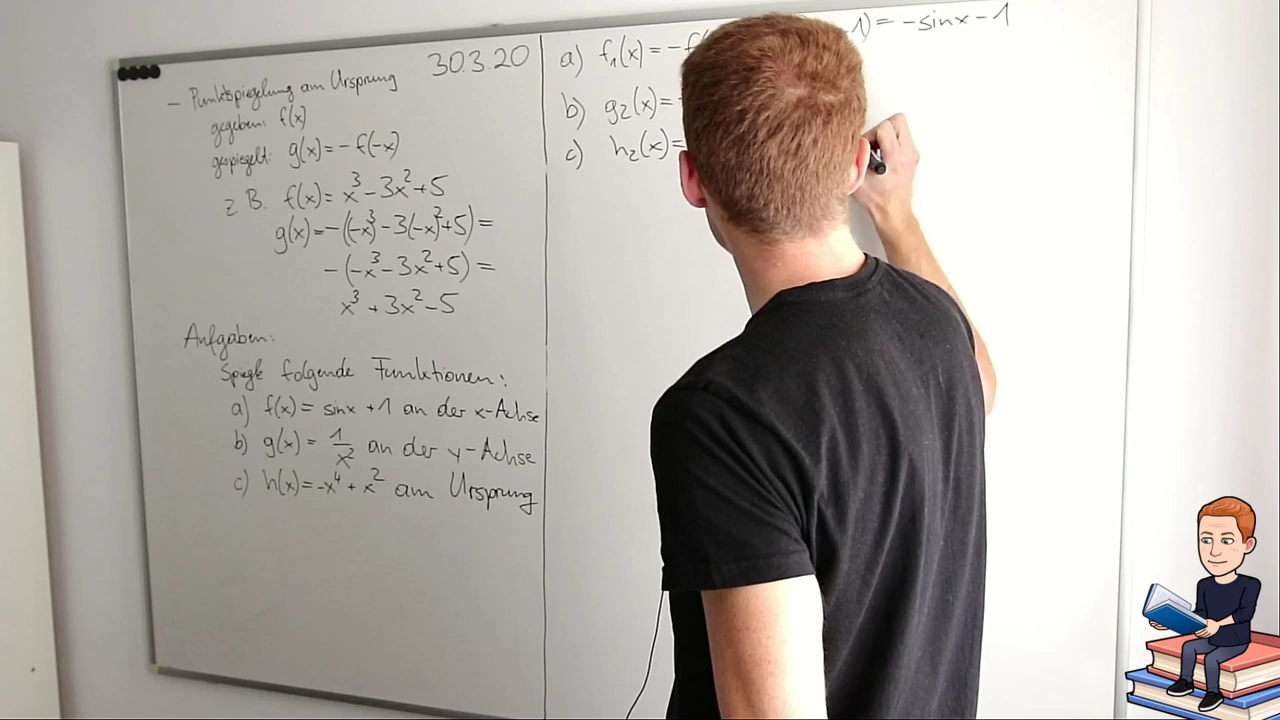 30.3.20
– Punktspiegelung am Ursprung
gegeben: f(x)
gespiegelt: g(x) = - f(-x)
z.B. f(x) = x³ - 3x² + 5
g(x) = -((-x)³ - 3(-x)² + 5) =
-(-x³ - 3x² + 5) =
x³ + 3x² - 5
Aufgaben:
Spiegle folgende Funktionen:
a) f(x) = sinx + 1 an der x-Achse
b) g(x) = 1/x² an der y-Achse
c) h(x) = -x⁴ + x² am Ursprung
a) f₁(x) = -f( 1) = -sinx - 1
b) g₂(x) =
c) h₂(x) =